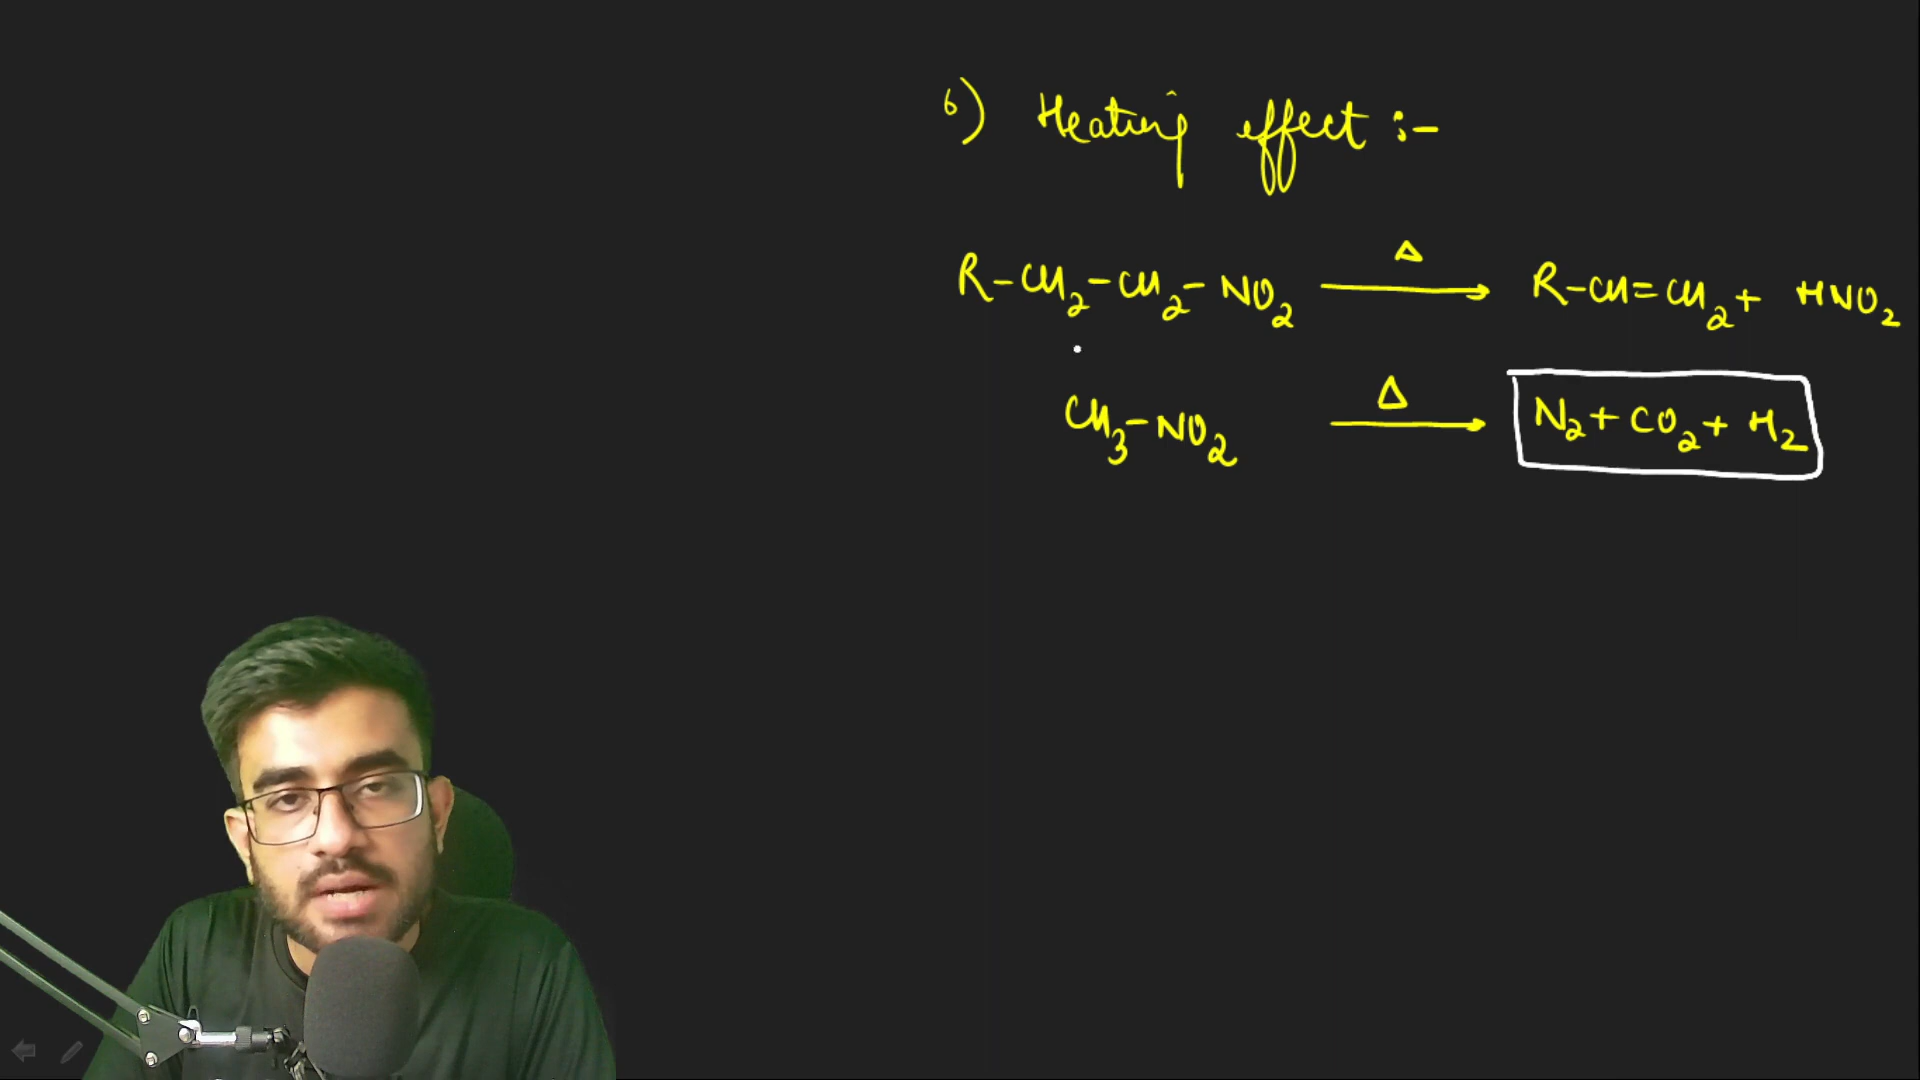 6) Heating effect :-
R-CH₂-CH₂-NO₂ —Δ→ R-CH=CH₂ + HNO₂
CH₃-NO₂ —Δ→ N₂ + CO₂ + H₂